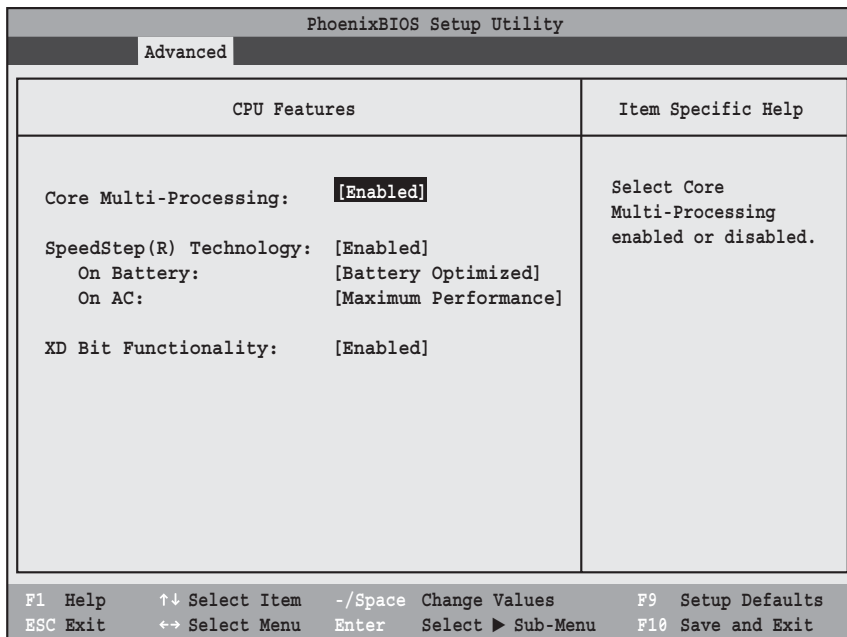 PhoenixBIOS Setup Utility
Advanced
CPU Features
Item Specific Help
Core Multi-Processing: [Enabled]
SpeedStep(R) Technology: [Enabled]
On Battery: [Battery Optimized]
On AC: [Maximum Performance]
XD Bit Functionality: [Enabled]
Select Core
Multi-Processing
enabled or disabled.
F1 Help ↑↓ Select Item -/Space Change Values F9 Setup Defaults
ESC Exit ←→ Select Menu Enter Select ▶ Sub-Menu F10 Save and Exit